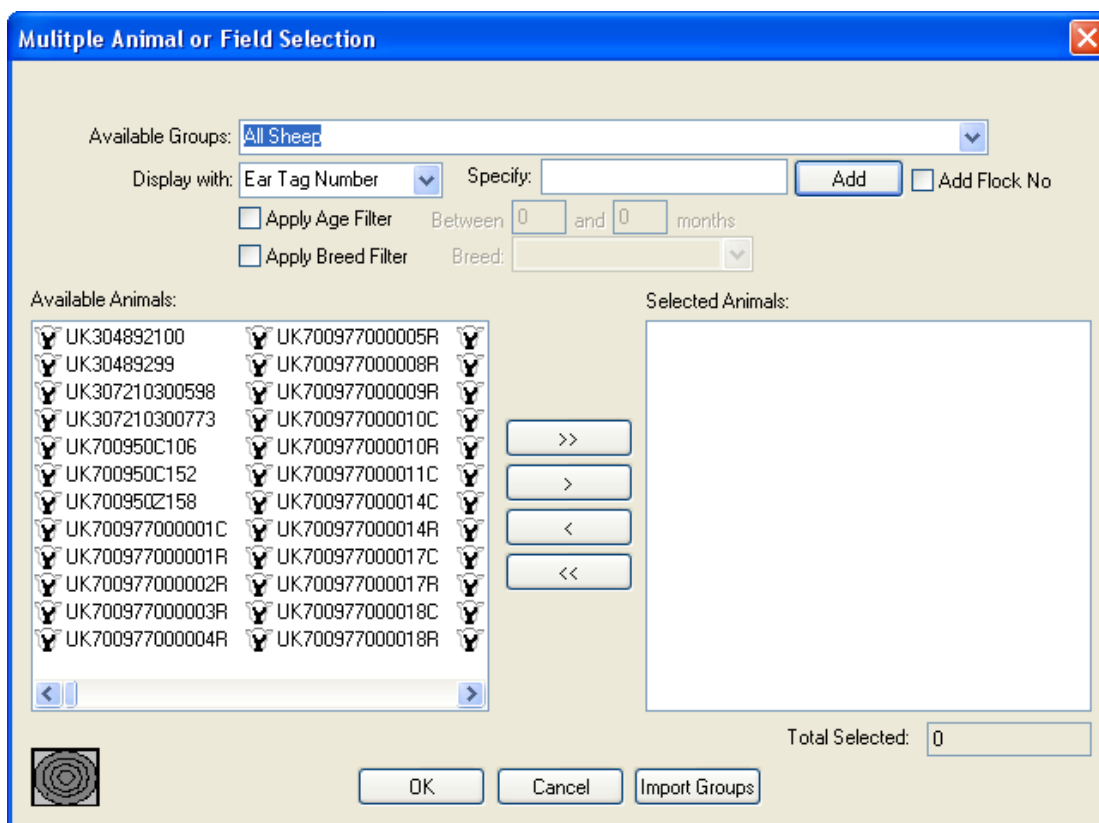 Mulitple Animal or Field Selection
Available Groups: All Sheep
Display with: Ear Tag Number Specify: Add Add Flock No
Apply Age Filter Between 0 and 0 months
Apply Breed Filter Breed:
Available Animals: Selected Animals:
UK304892100 UK700977000005R
UK30489299 UK700977000008R
UK307210300598 UK700977000009R
UK307210300773 UK700977000010C
UK700950C106 UK700977000010R
UK700950C152 UK700977000011C
UK700950Z158 UK700977000014C
UK700977000001C UK700977000014R
UK700977000001R UK700977000017C
UK700977000002R UK700977000017R
UK700977000003R UK700977000018C
UK700977000004R UK700977000018R
>>
>
<
<<
Total Selected: 0
OK Cancel Import Groups